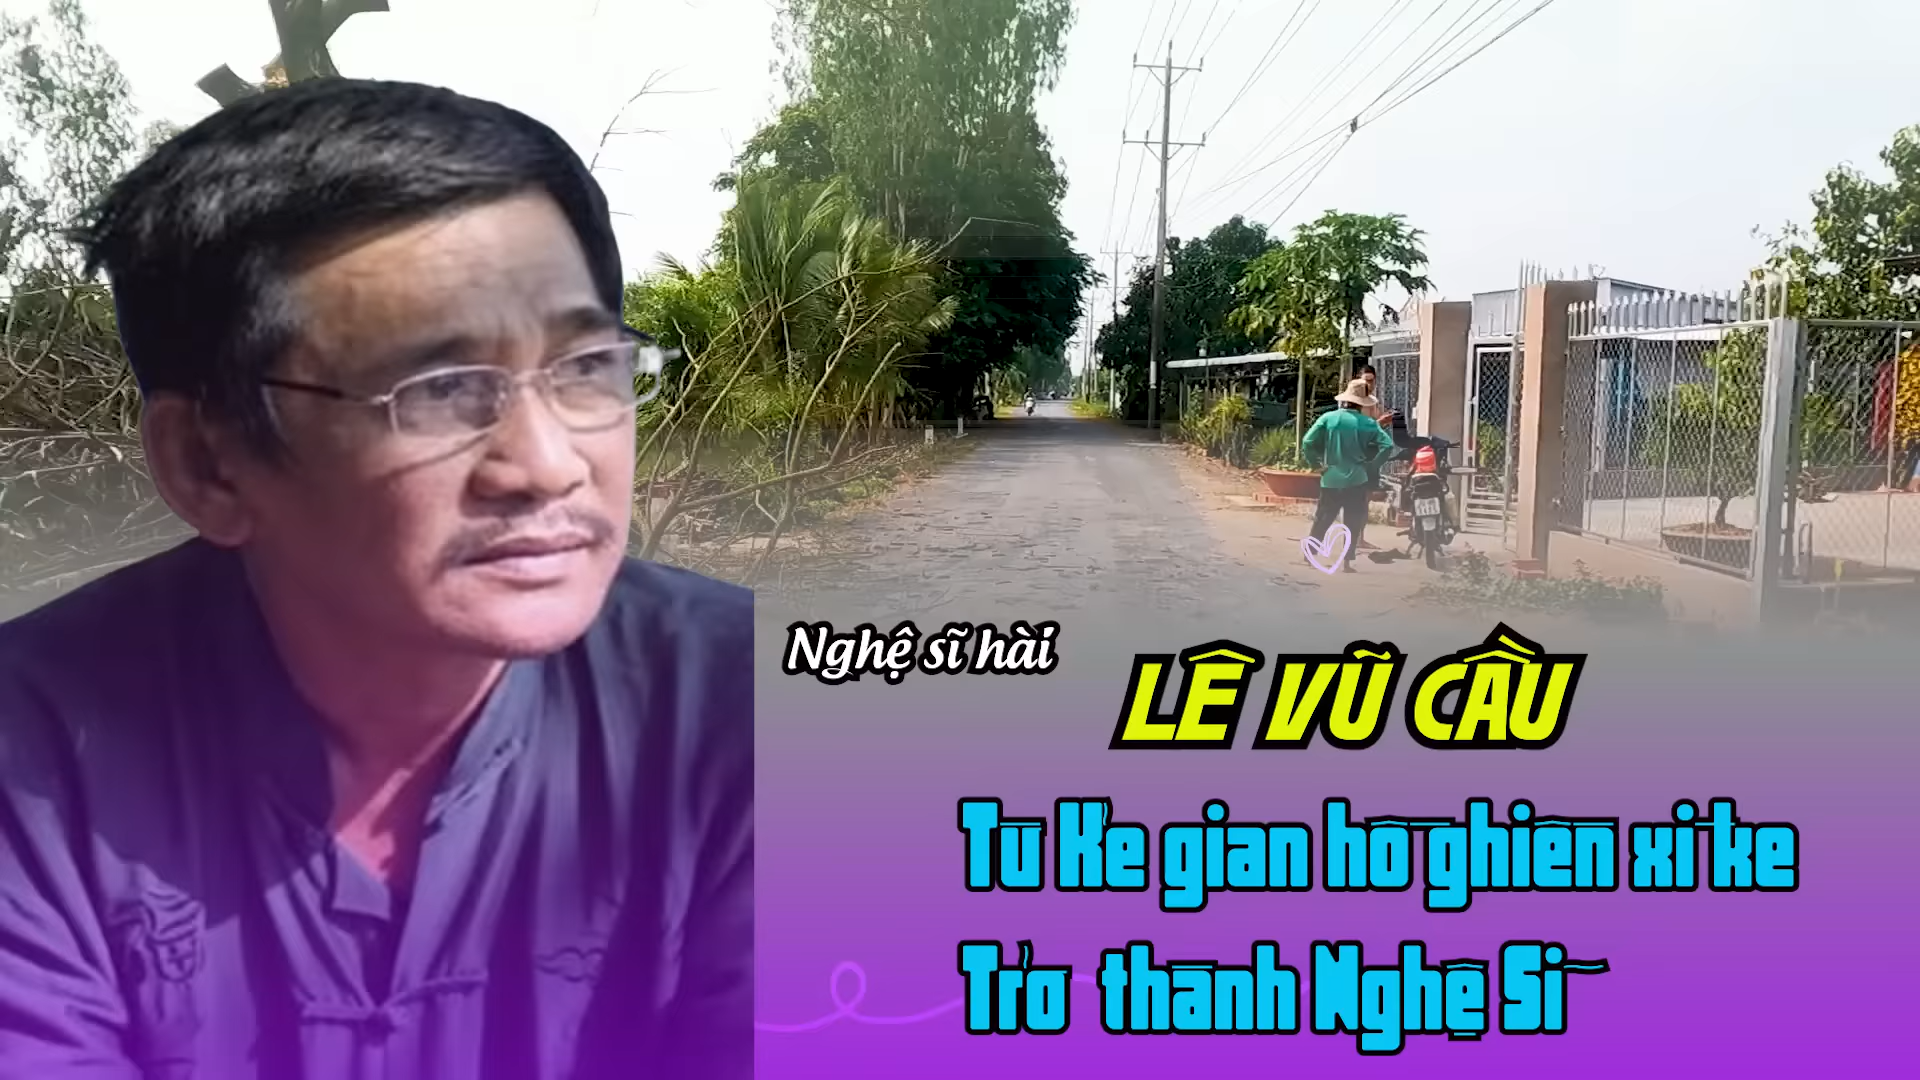 Nghệ sĩ hài
LÊ VŨ CẦU
Từ Kẻ gian hồ ghiền xì ke
Trở thành Nghệ Sĩ